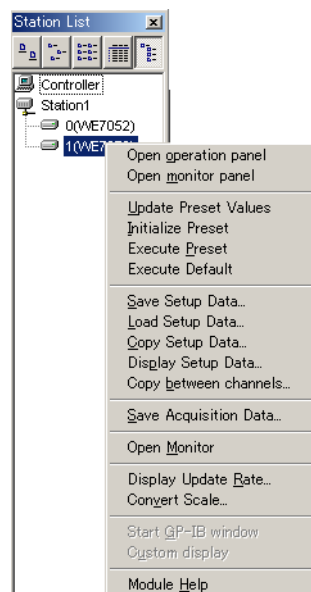 Station List
Controller
Station1
0(WE7052)
1(WE7
Open operation panel
Open monitor panel
Update Preset Values
Initialize Preset
Execute Preset
Execute Default
Save Setup Data...
Load Setup Data...
Copy Setup Data...
Display Setup Data...
Copy between channels...
Save Acquisition Data...
Open Monitor
Display Update Rate...
Convert Scale...
Start GP-IB window
Custom display
Module Help